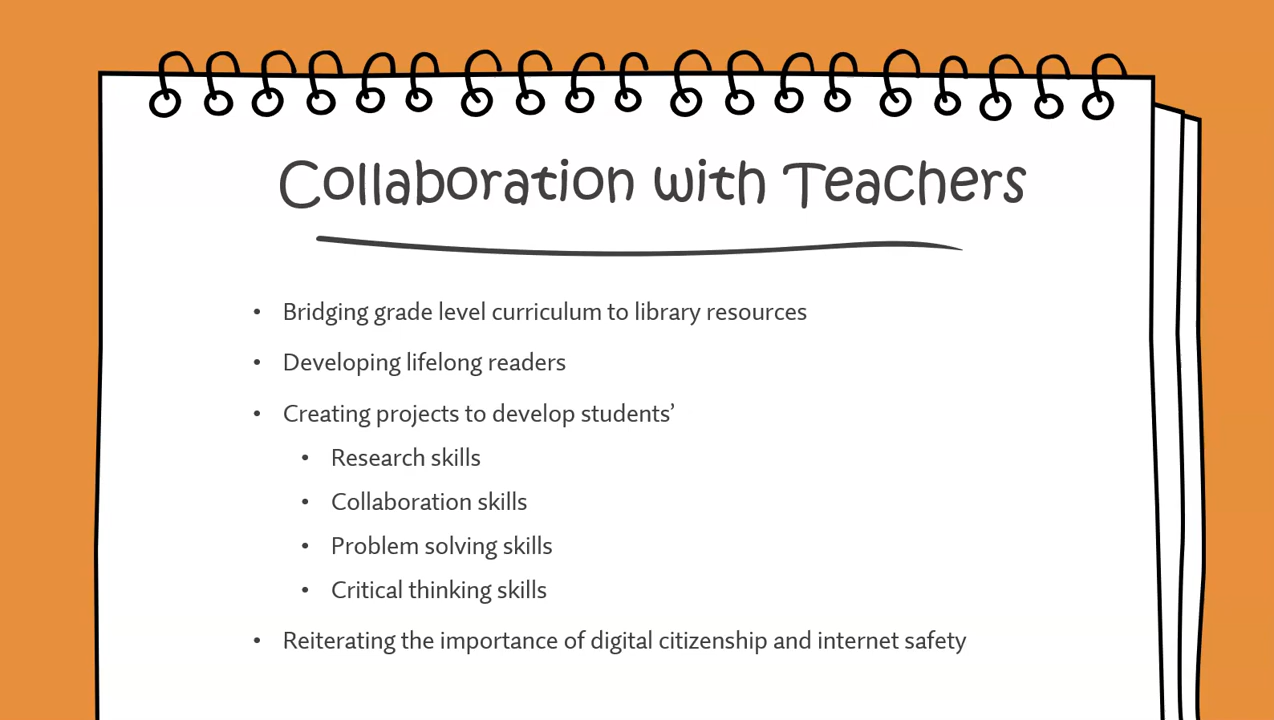 Collaboration with Teachers
• Bridging grade level curriculum to library resources
• Developing lifelong readers
• Creating projects to develop students’
• Research skills
• Collaboration skills
• Problem solving skills
• Critical thinking skills
• Reiterating the importance of digital citizenship and internet safety